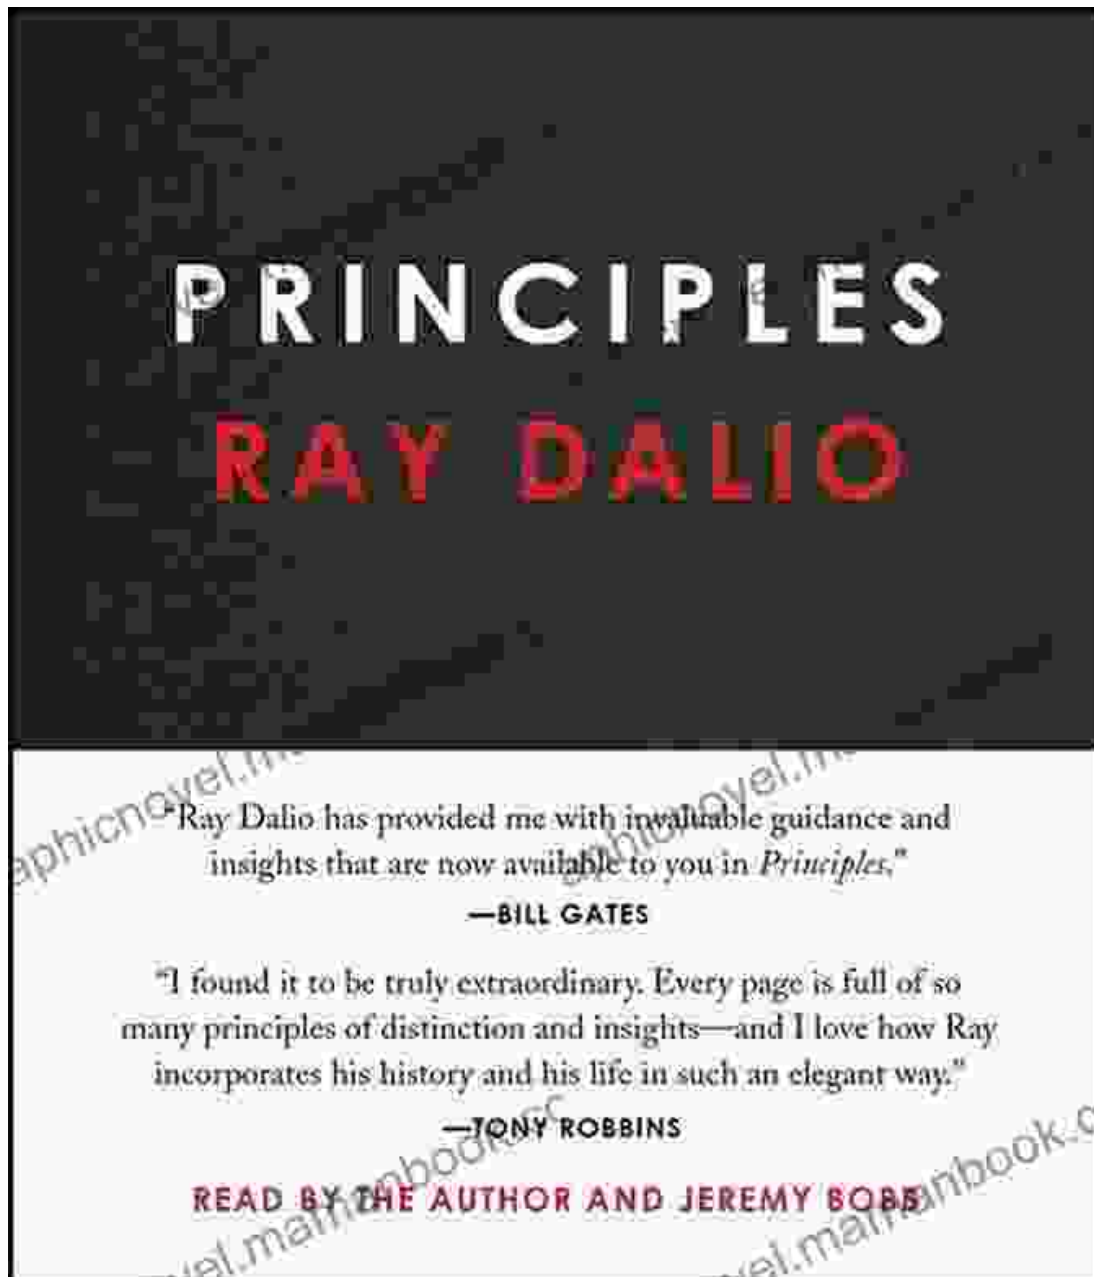 PRINCIPLES
RAY DALIO
"Ray Dalio has provided me with invaluable guidance and
insights that are now available to you in Principles."
—BILL GATES
"I found it to be truly extraordinary. Every page is full of so
many principles of distinction and insights—and I love how Ray
incorporates his history and his life in such an elegant way."
—TONY ROBBINS
READ BY THE AUTHOR AND JEREMY BOBB